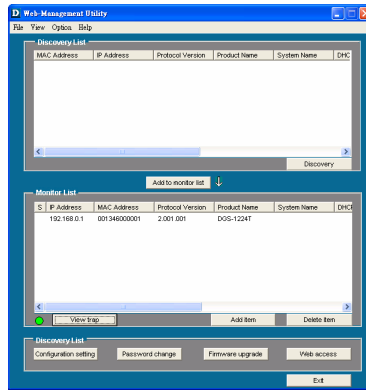 D Web-Management Utility
File View Option Help
Discovery List
MAC Address IP Address Protocol Version Product Name System Name DHC
Discovery
Add to monitor list
Monitor List
S IP Address MAC Address Protocol Version Product Name System Name DHCP
192.168.0.1 001346000001 2.001.001 DGS-1224T
View trap Add item Delete item
Discovery List
Configuration setting Password change Firmware upgrade Web access
Exit